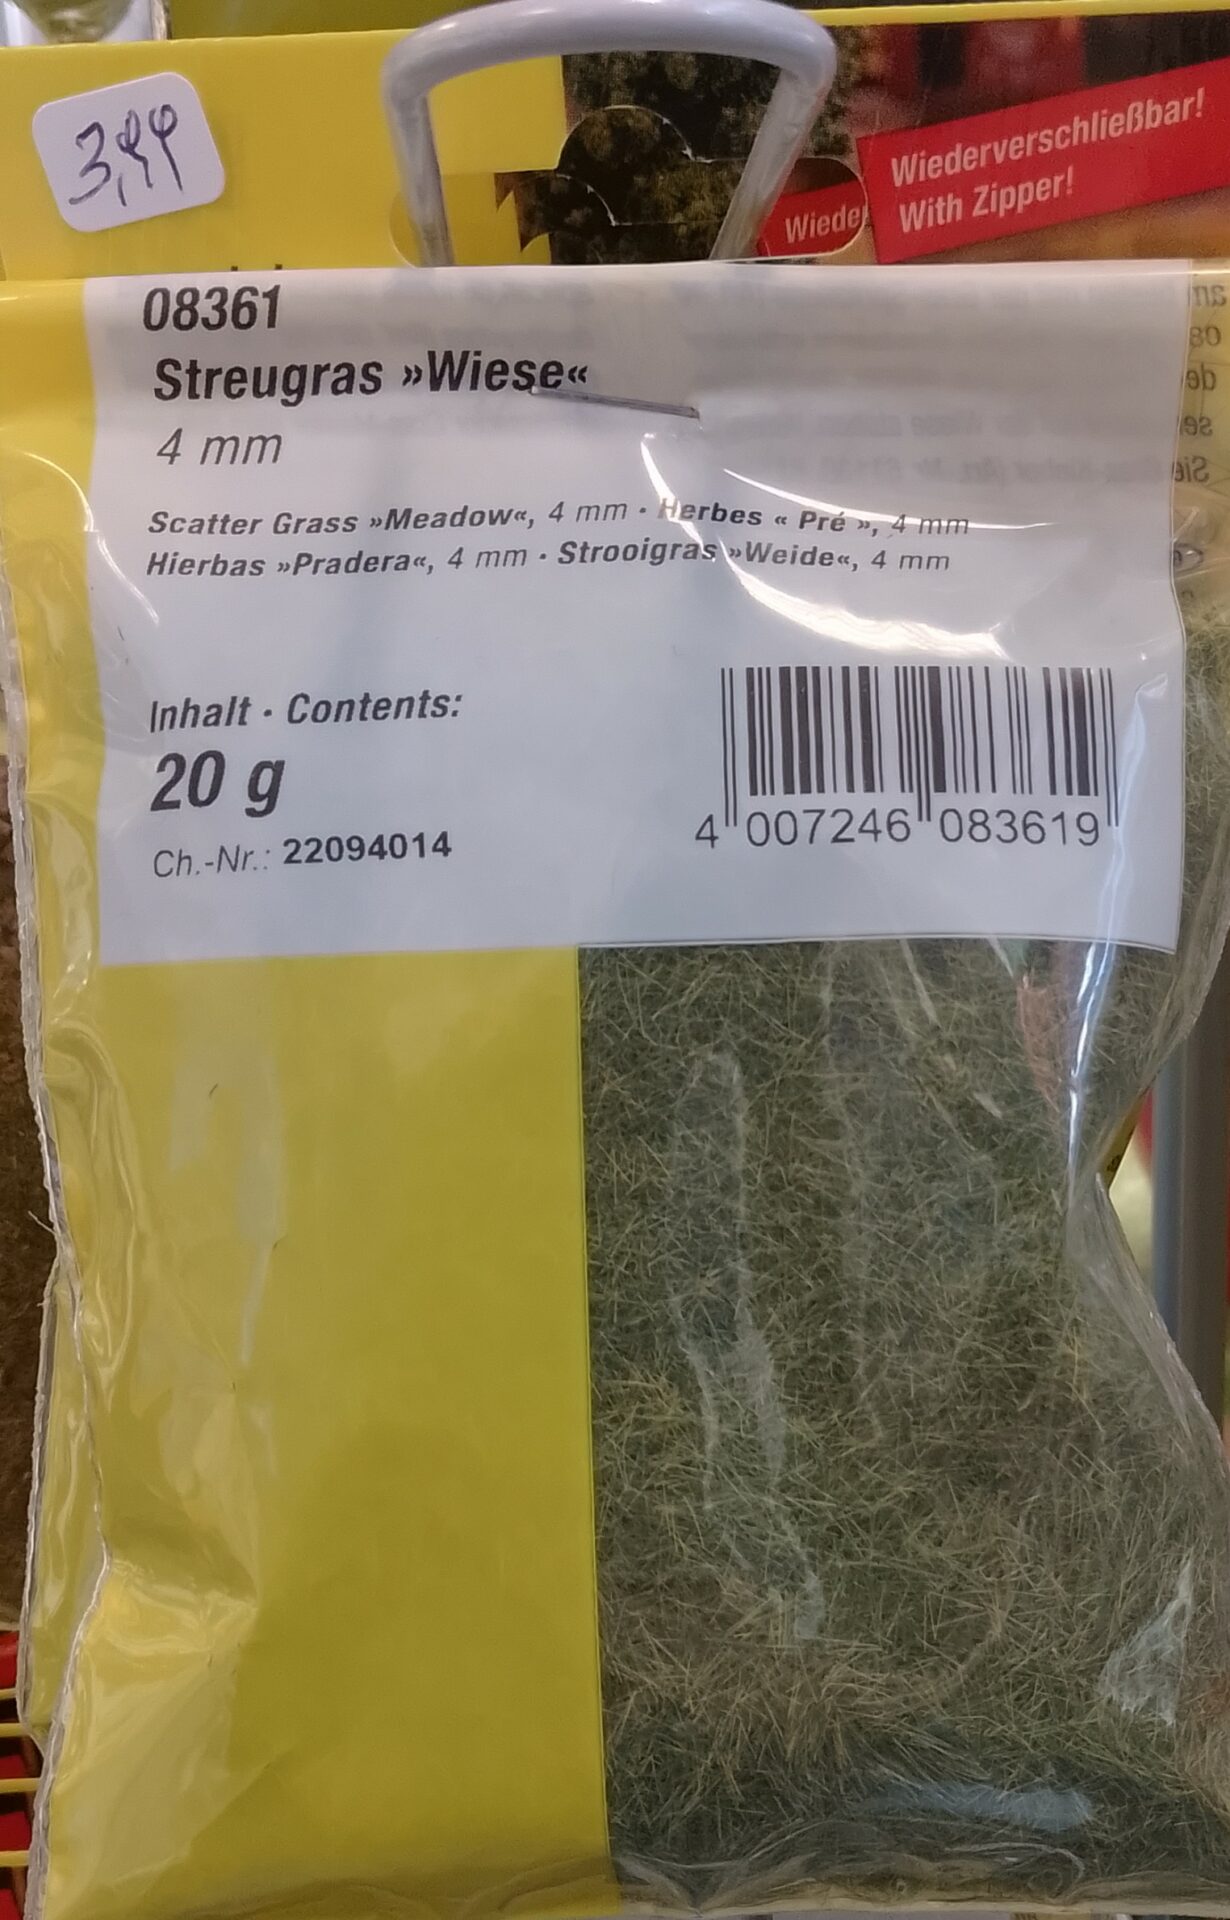 3,99
Wiederverschließbar!
With Zipper!
Wieder
08361
Streugras »Wiese«
4 mm
Scatter Grass »Meadow«, 4 mm · Herbes « Pré », 4 mm
Hierbas »Pradera«, 4 mm · Strooigras »Weide«, 4 mm
Inhalt · Contents:
20 g
Ch.-Nr.: 22094014
4 007246 083619